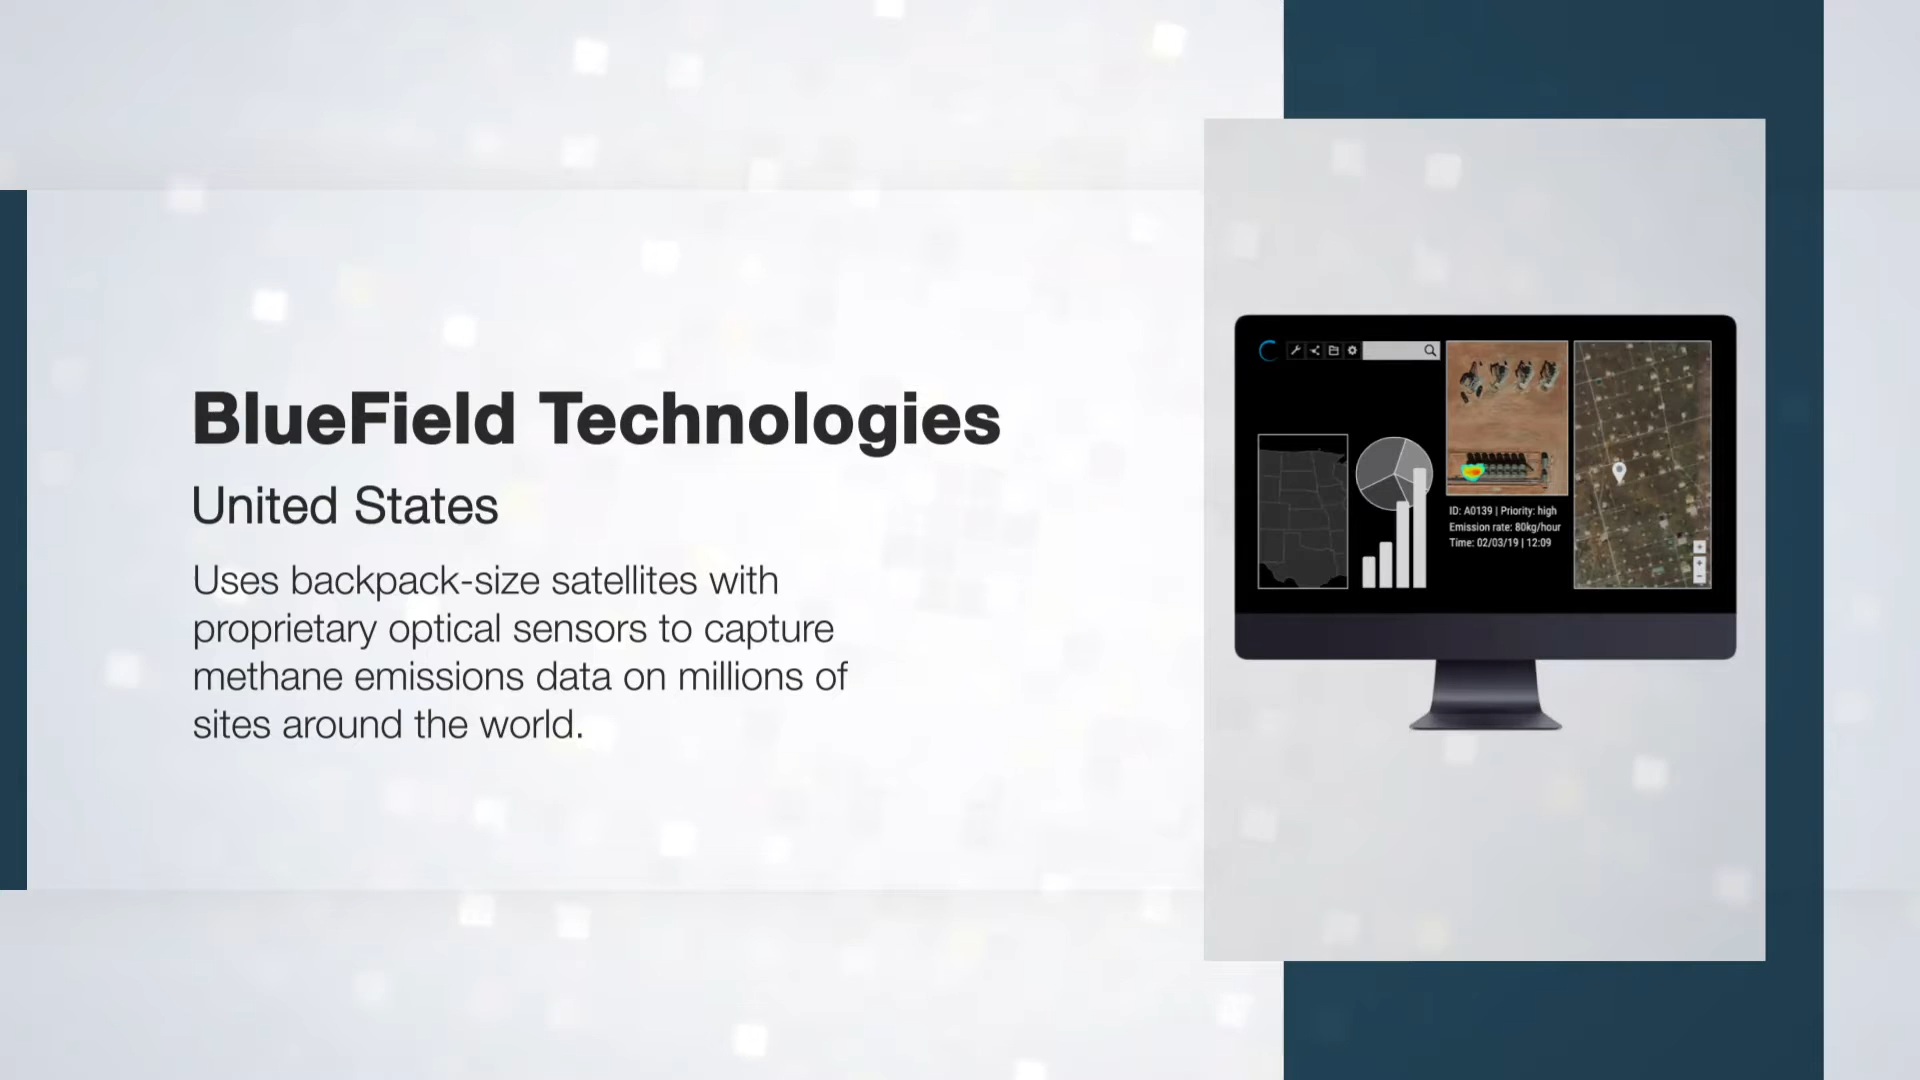 BlueField Technologies
United States
Uses backpack-size satellites with
proprietary optical sensors to capture
methane emissions data on millions of
sites around the world.
ID: A0139 | Priority: high
Emission rate: 80kg/hour
Time: 02/03/19 | 12:09